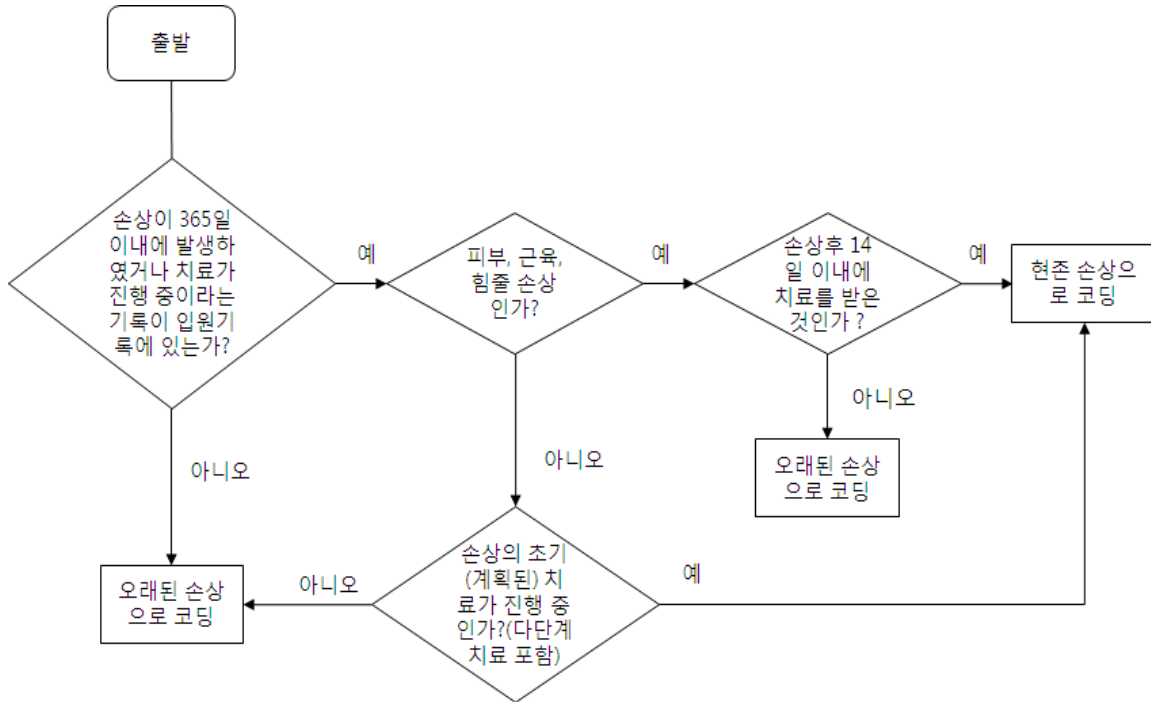 출발
손상이 365일
이내에 발생하
였거나 치료가
진행 중이라는
기록이 입원기
록에 있는가?
예
피부, 근육,
힘줄 손상
인가?
예
손상후 14
일 이내에
치료를 받은
것인가 ?
예
현존 손상으
로 코딩
아니오
오래된 손상
으로 코딩
아니오
아니오
손상의 초기
(계획된) 치
료가 진행 중
인가?(다단계
치료 포함)
예
아니오
오래된 손상
으로 코딩